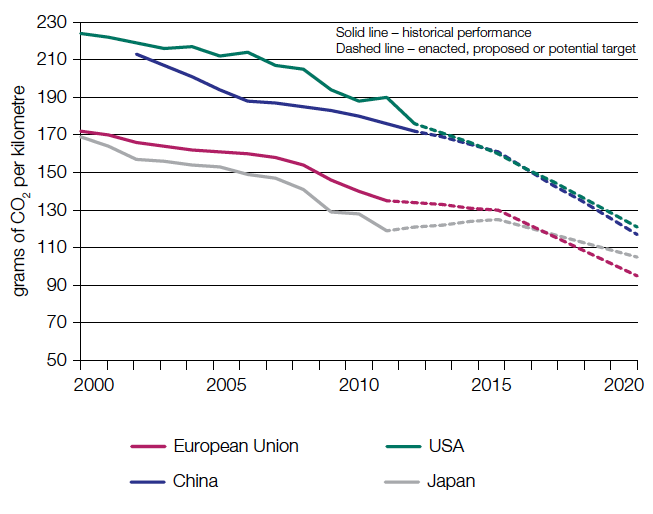 230
Solid line – historical performance
Dashed line – enacted, proposed or potential target
210
190
170
150
130
110
90
70
50
grams of CO₂ per kilometre
2000 2005 2010 2015 2020
European Union USA
China Japan